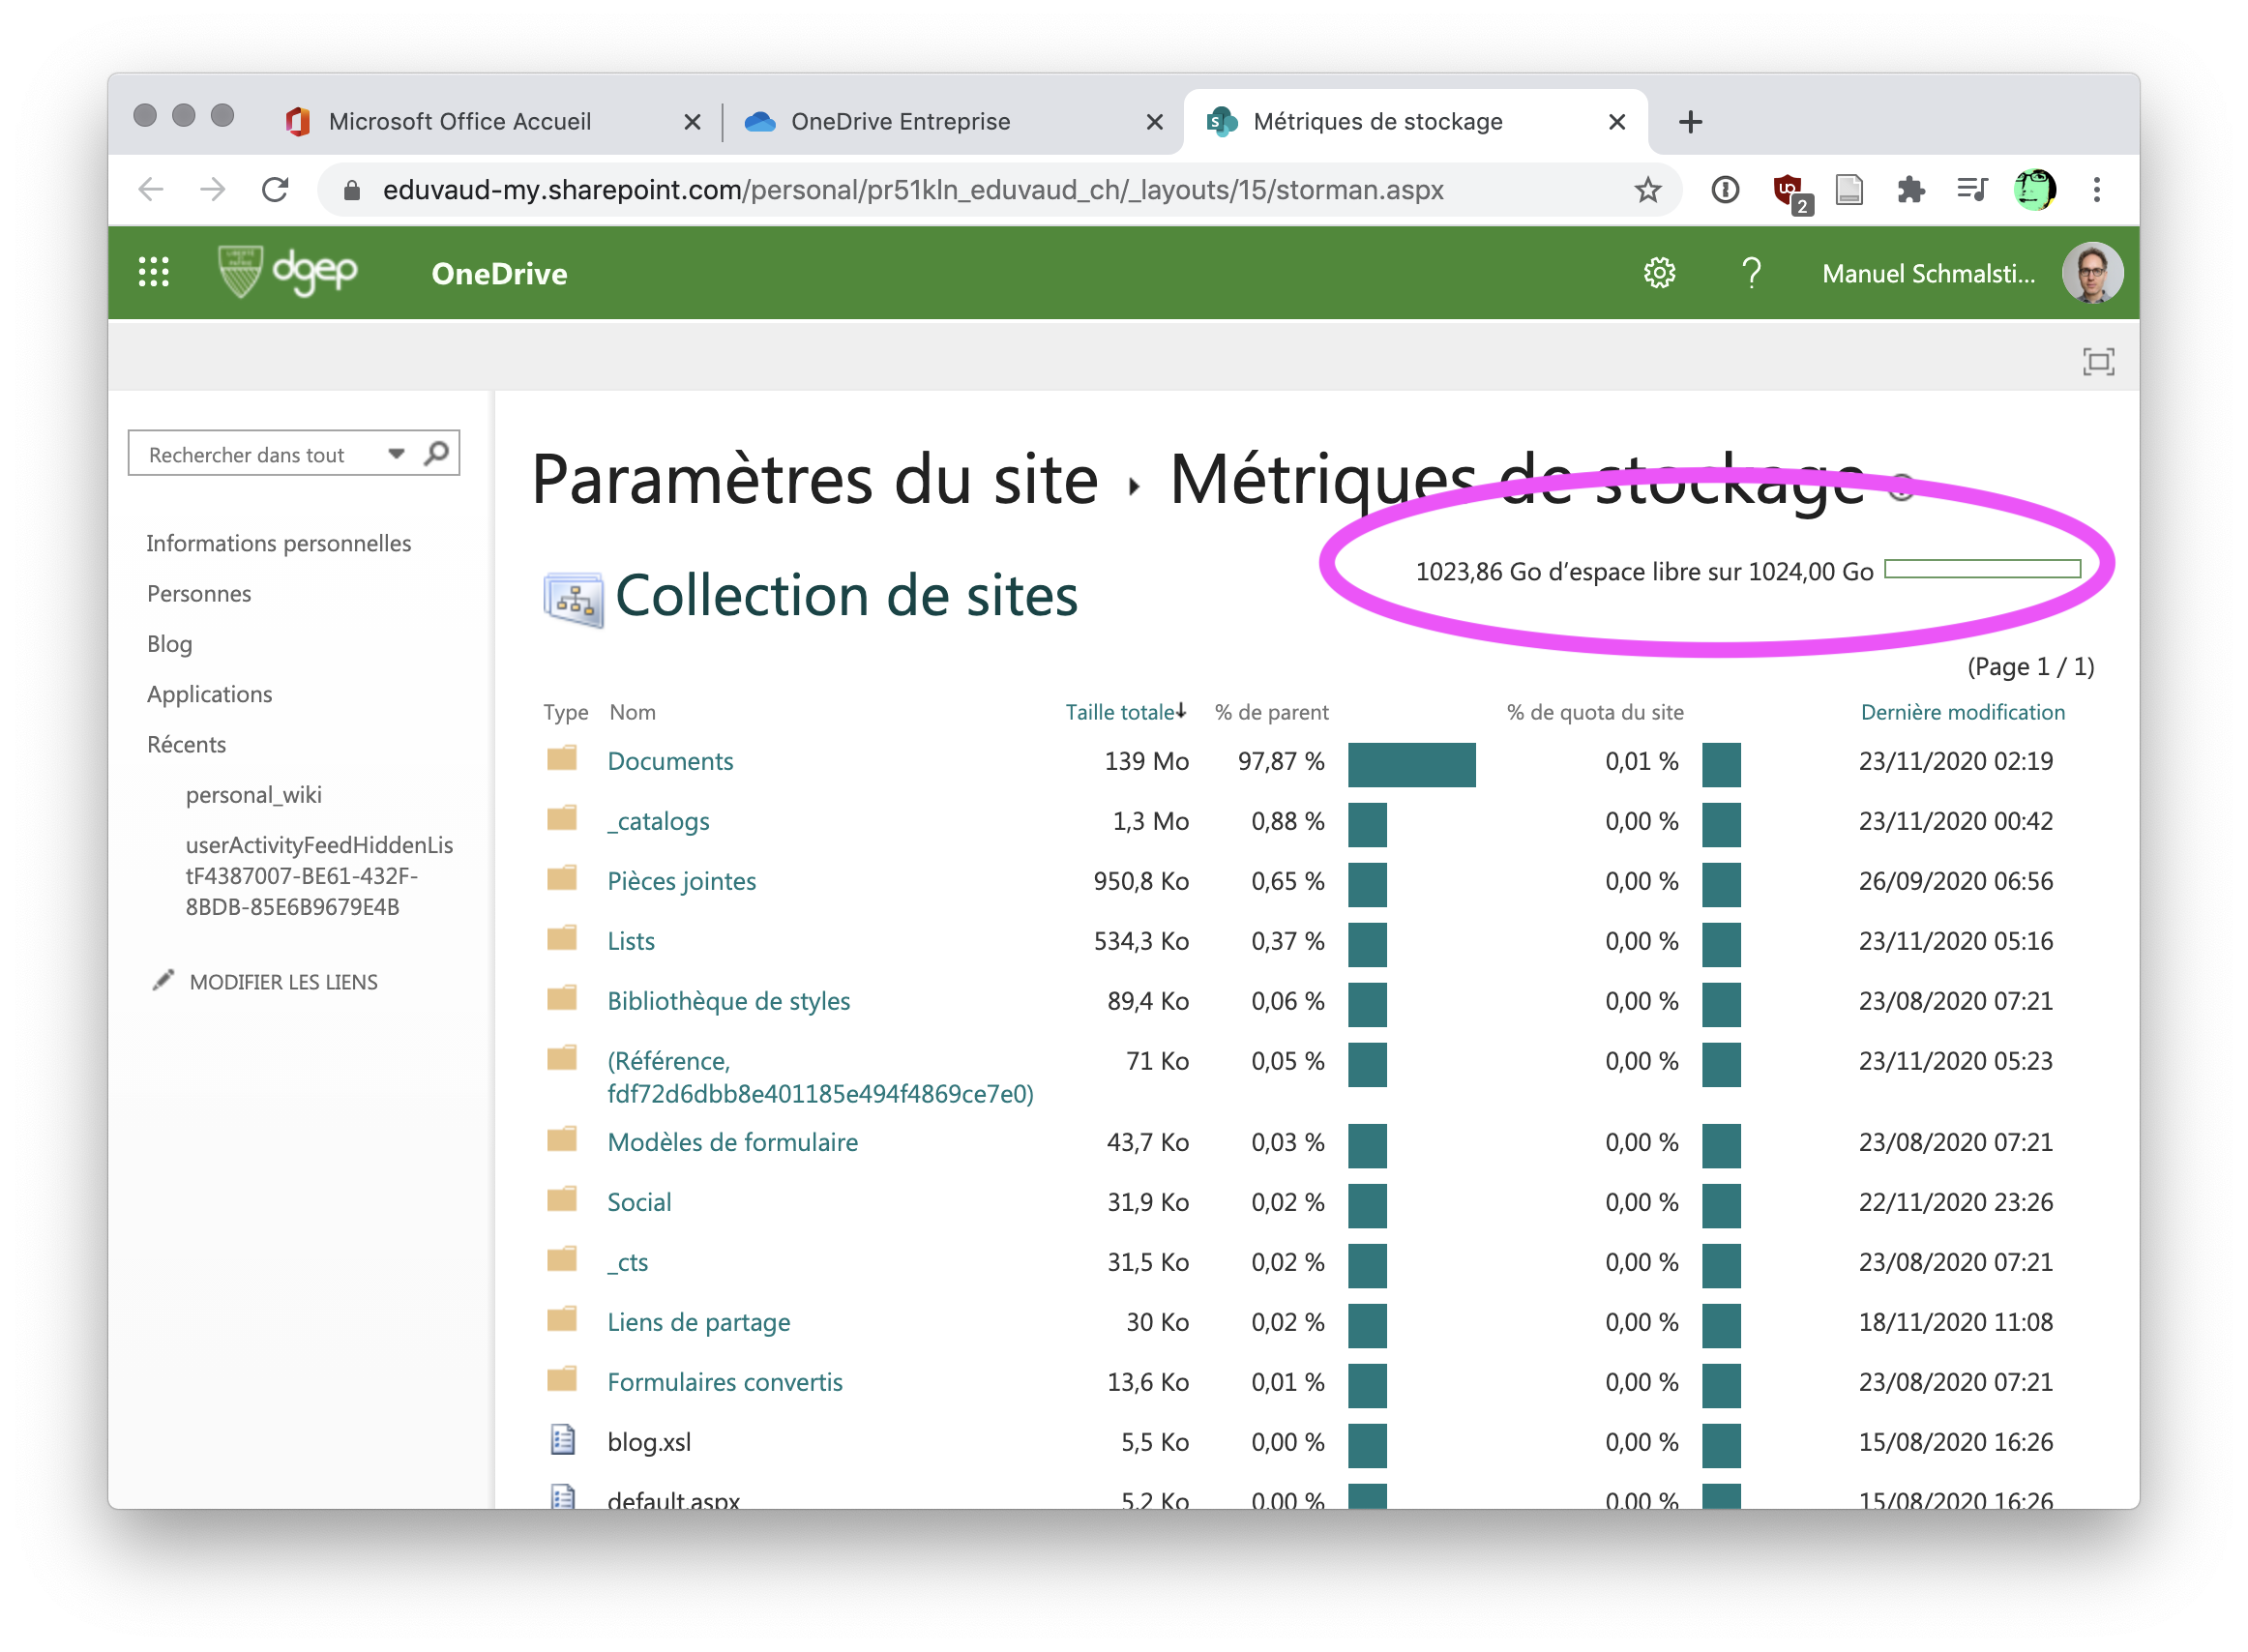 Microsoft Office Accueil
OneDrive Entreprise
Métriques de stockage
eduvaud-my.sharepoint.com/personal/pr51kln_eduvaud_ch/_layouts/15/storman.aspx
2
dgep
OneDrive
?
Manuel Schmalsti...
Rechercher dans tout
Informations personnelles
Personnes
Blog
Applications
Récents
personal_wiki
userActivityFeedHiddenLis
tF4387007-BE61-432F-
8BDB-85E6B9679E4B
MODIFIER LES LIENS
Paramètres du site ▸ Métriques de stockage
1023,86 Go d'espace libre sur 1024,00 Go
Collection de sites
(Page 1 / 1)
Type Nom Taille totale↓ % de parent % de quota du site Dernière modification
Documents 139 Mo 97,87 % 0,01 % 23/11/2020 02:19
_catalogs 1,3 Mo 0,88 % 0,00 % 23/11/2020 00:42
Pièces jointes 950,8 Ko 0,65 % 0,00 % 26/09/2020 06:56
Lists 534,3 Ko 0,37 % 0,00 % 23/11/2020 05:16
Bibliothèque de styles 89,4 Ko 0,06 % 0,00 % 23/08/2020 07:21
(Référence, 71 Ko 0,05 % 0,00 % 23/11/2020 05:23
fdf72d6dbb8e401185e494f4869ce7e0)
Modèles de formulaire 43,7 Ko 0,03 % 0,00 % 23/08/2020 07:21
Social 31,9 Ko 0,02 % 0,00 % 22/11/2020 23:26
_cts 31,5 Ko 0,02 % 0,00 % 23/08/2020 07:21
Liens de partage 30 Ko 0,02 % 0,00 % 18/11/2020 11:08
Formulaires convertis 13,6 Ko 0,01 % 0,00 % 23/08/2020 07:21
blog.xsl 5,5 Ko 0,00 % 0,00 % 15/08/2020 16:26
default.aspx 5,2 Ko 0,00 % 0,00 % 15/08/2020 16:26